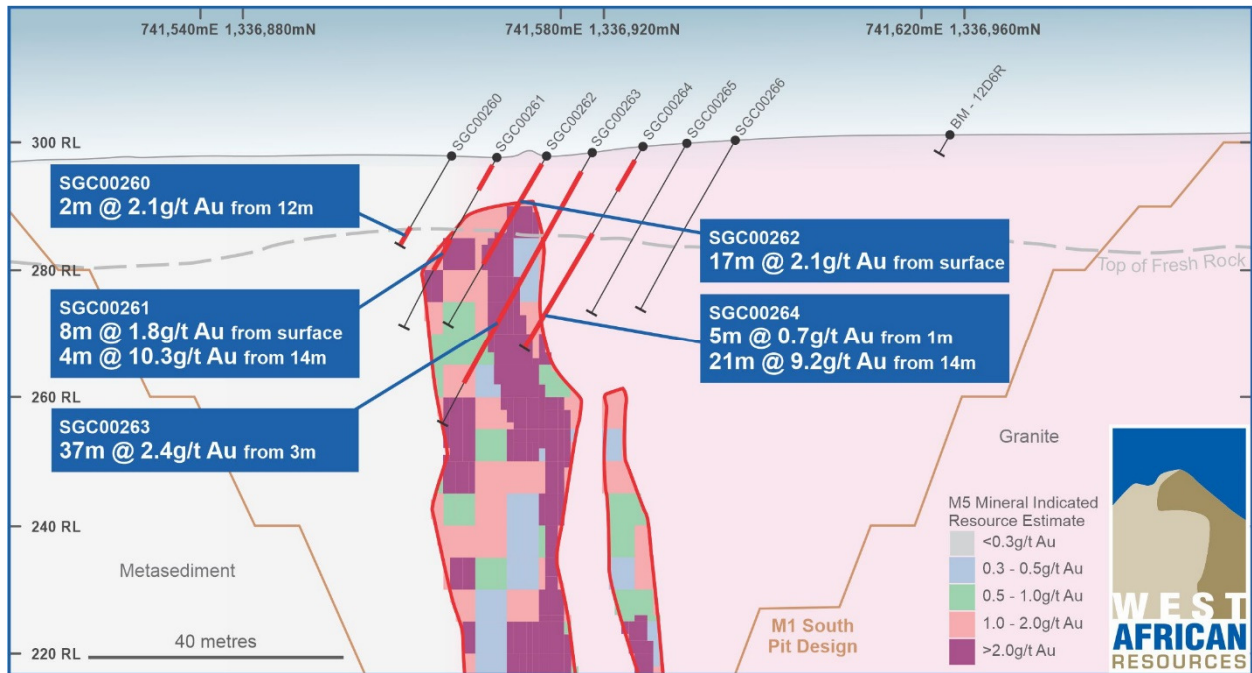 741,540mE 1,336,880mN
741,580mE 1,336,920mN
741,620mE 1,336,960mN
SGC00260
SGC00261
SGC00262
SGC00263
SGC00264
SGC00265
SGC00266
BM - 12D6R
300 RL
280 RL
260 RL
240 RL
220 RL
SGC00260
2m @ 2.1g/t Au from 12m
SGC00261
8m @ 1.8g/t Au from surface
4m @ 10.3g/t Au from 14m
SGC00263
37m @ 2.4g/t Au from 3m
SGC00262
17m @ 2.1g/t Au from surface
SGC00264
5m @ 0.7g/t Au from 1m
21m @ 9.2g/t Au from 14m
Top of Fresh Rock
Granite
Metasediment
40 metres
M1 South
Pit Design
M5 Mineral Indicated
Resource Estimate
<0.3g/t Au
0.3 - 0.5g/t Au
0.5 - 1.0g/t Au
1.0 - 2.0g/t Au
>2.0g/t Au
WEST
AFRICAN
RESOURCES